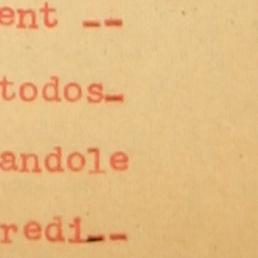 ent --
todos-
andole
redi--